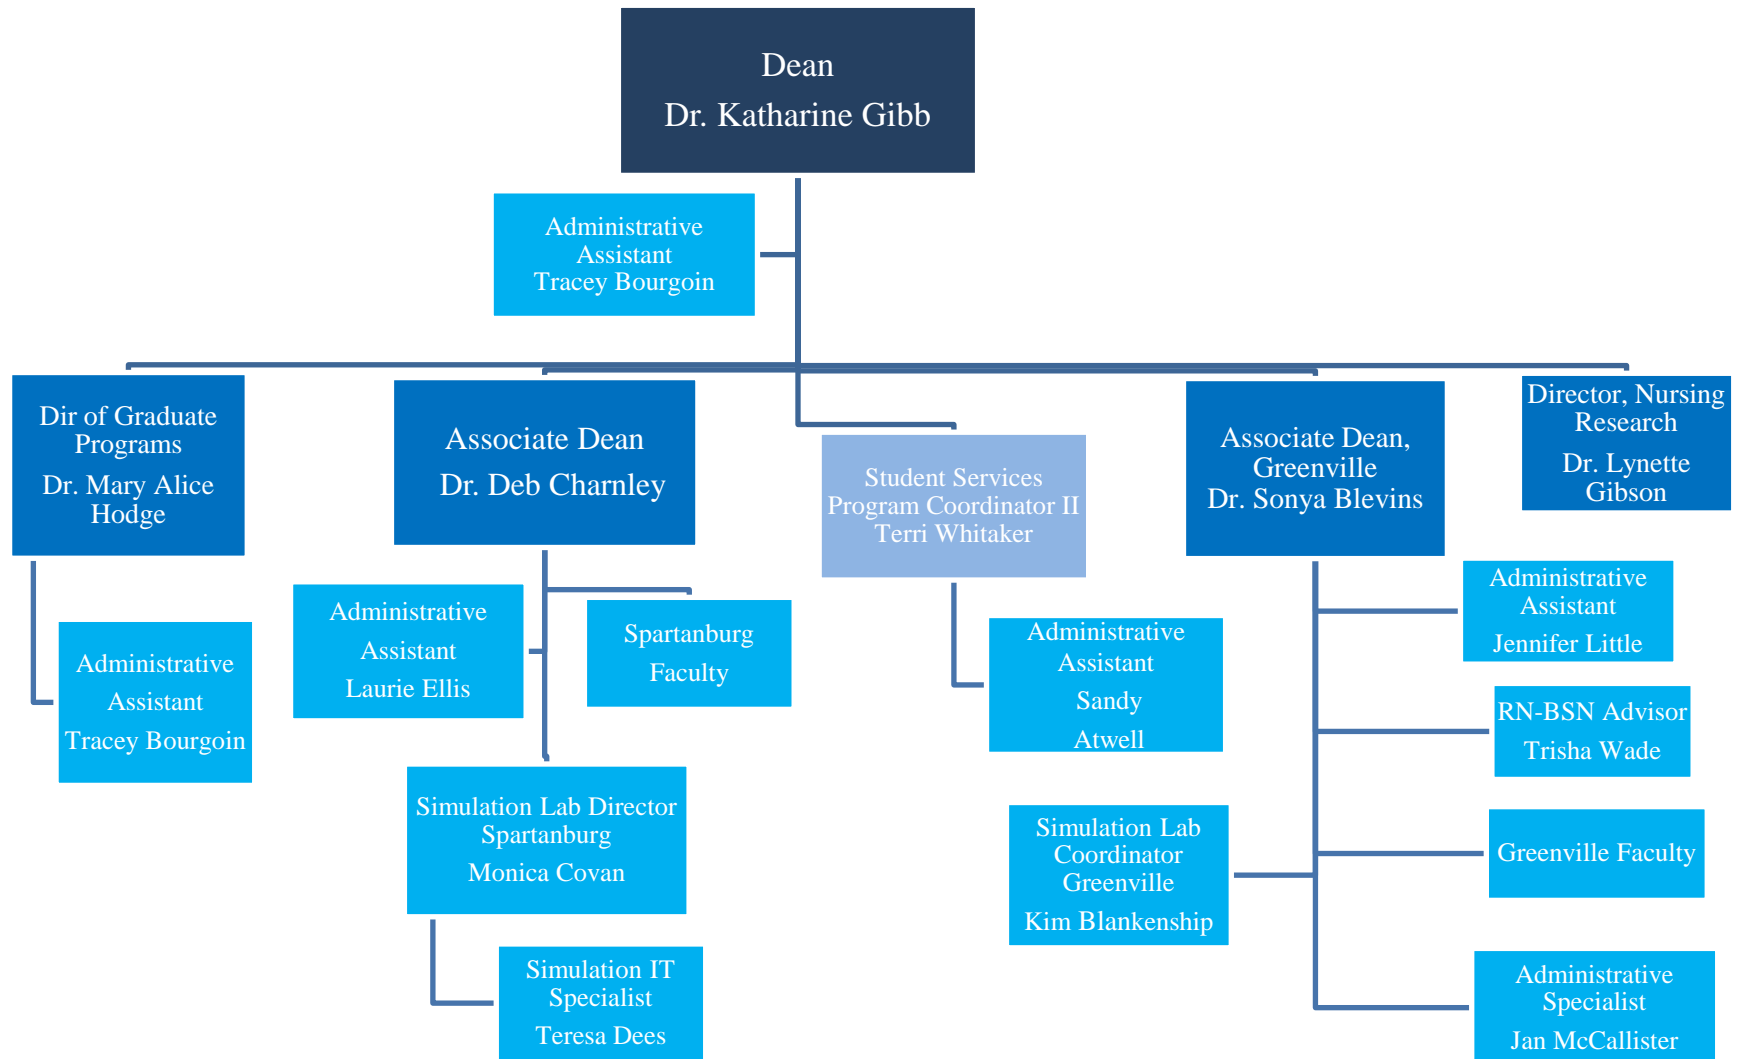 Dean
Dr. Katharine Gibb
Administrative
Assistant
Tracey Bourgoin
Dir of Graduate
Programs
Dr. Mary Alice
Hodge
Associate Dean
Dr. Deb Charnley
Student Services
Program Coordinator II
Terri Whitaker
Associate Dean,
Greenville
Dr. Sonya Blevins
Director, Nursing
Research
Dr. Lynette
Gibson
Administrative
Assistant
Tracey Bourgoin
Administrative
Assistant
Laurie Ellis
Spartanburg
Faculty
Simulation Lab Director
Spartanburg
Monica Covan
Simulation IT
Specialist
Teresa Dees
Administrative
Assistant
Sandy
Atwell
Administrative
Assistant
Jennifer Little
RN-BSN Advisor
Trisha Wade
Greenville Faculty
Simulation Lab
Coordinator
Greenville
Kim Blankenship
Administrative
Specialist
Jan McCallister